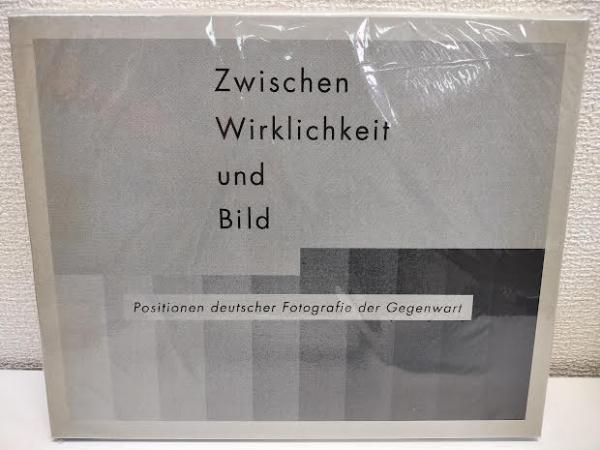 Zwischen
Wirklichkeit
und
Bild
Positionen deutscher Fotografie der Gegenwart